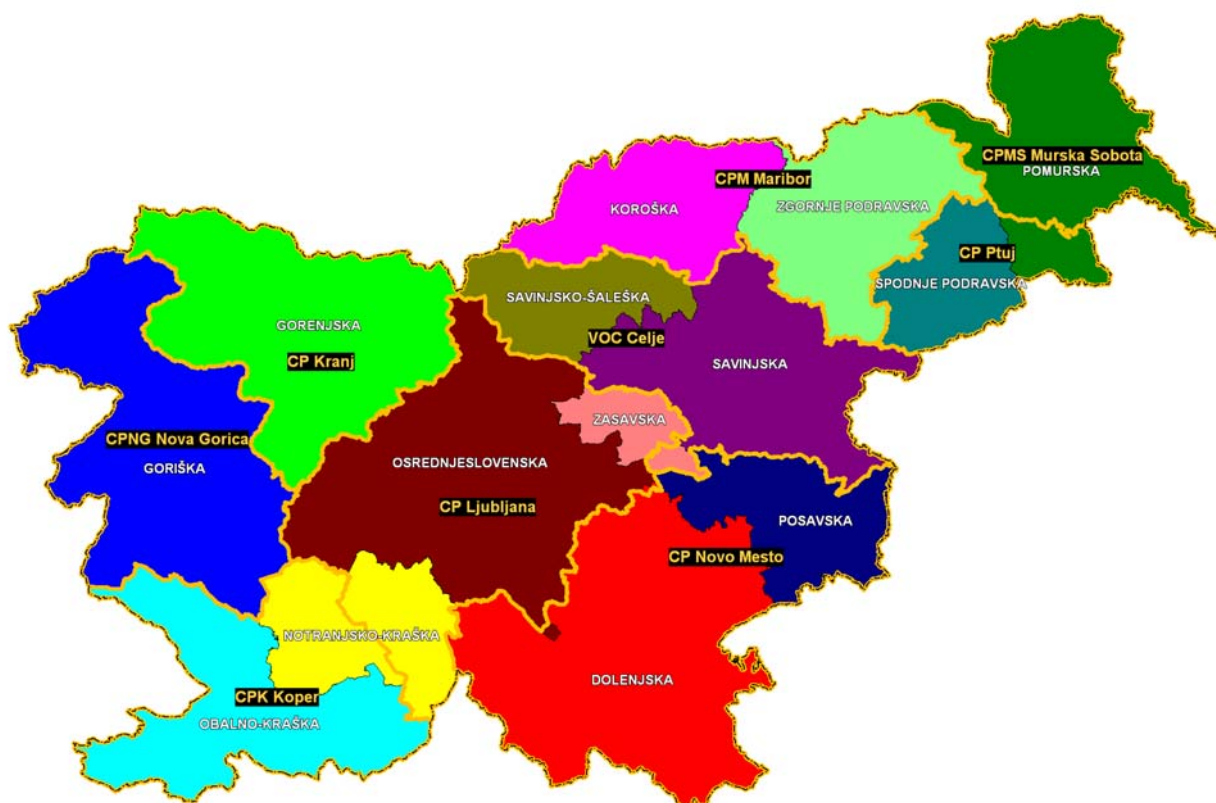 CPMS Murska Sobota
POMURSKA
CPM Maribor
KOROŠKA
ZGORNJE PODRAVSKA
CP Ptuj
SPODNJE PODRAVSKA
SAVINJSKO-ŠALEŠKA
GORENJSKA
VOC Celje
CP Kranj
SAVINJSKA
ZASAVSKA
CPNG Nova Gorica
GORIŠKA
OSREDNJESLOVENSKA
CP Ljubljana
POSAVSKA
CP Novo Mesto
NOTRANJSKO-KRAŠKA
DOLENJSKA
CPK Koper
OBALNO-KRAŠKA